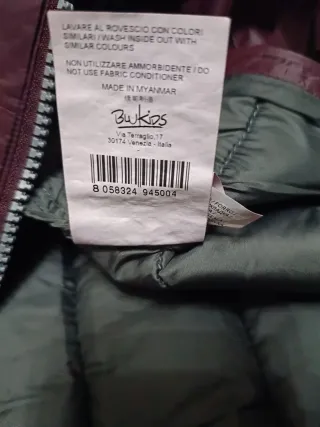 LAVARE AL ROVESCIO CON COLORI
SIMILARI / WASH INSIDE OUT WITH
SIMILAR COLOURS
NON UTILIZZARE AMMORBIDENTE / DO
NOT USE FABRIC CONDITIONER
MADE IN MYANMAR
BWKIDS
Via Terraglio,17
30174 Venezia - Italia
8 058324 945004